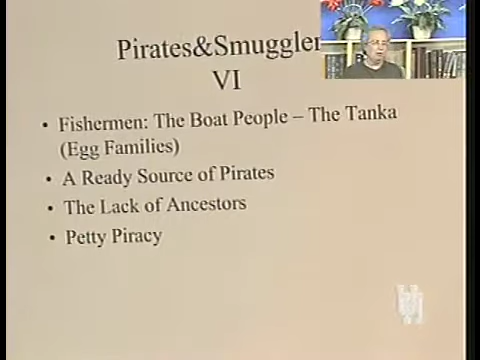 Pirates&Smuggler
VI
• Fishermen: The Boat People – The Tanka
(Egg Families)
• A Ready Source of Pirates
• The Lack of Ancestors
• Petty Piracy